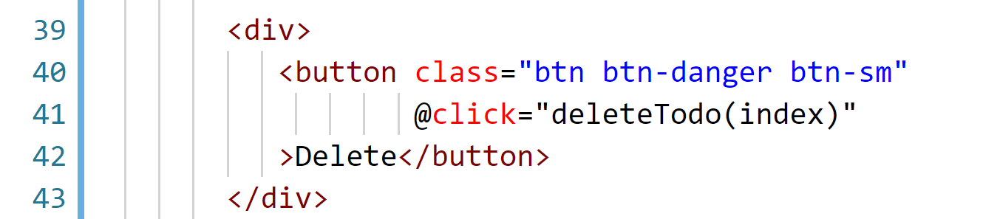 39 <div>
40 <button class="btn btn-danger btn-sm"
41 @click="deleteTodo(index)"
42 >Delete</button>
43 </div>